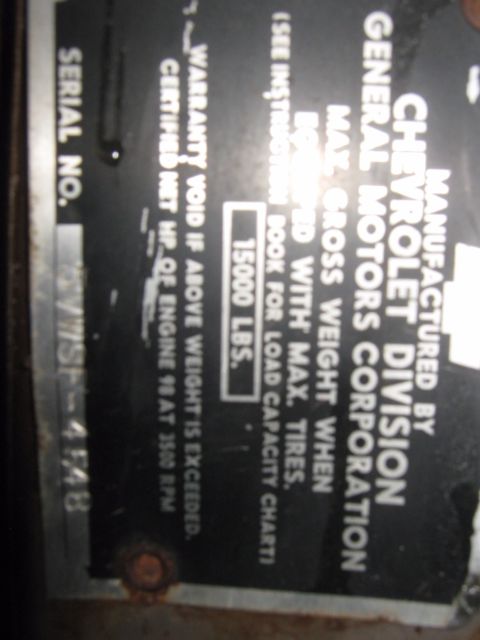 MANUFACTURED BY
CHEVROLET DIVISION
GENERAL MOTORS CORPORATION
MAX. GROSS WEIGHT WHEN
EQUIPPED WITH MAX. TIRES.
(SEE INSTRUCTION BOOK FOR LOAD CAPACITY CHART)
15000 LBS.
WARRANTY VOID IF ABOVE WEIGHT IS EXCEEDED.
CERTIFIED NET HP. OF ENGINE 98 AT 3500 RPM
SERIAL NO.